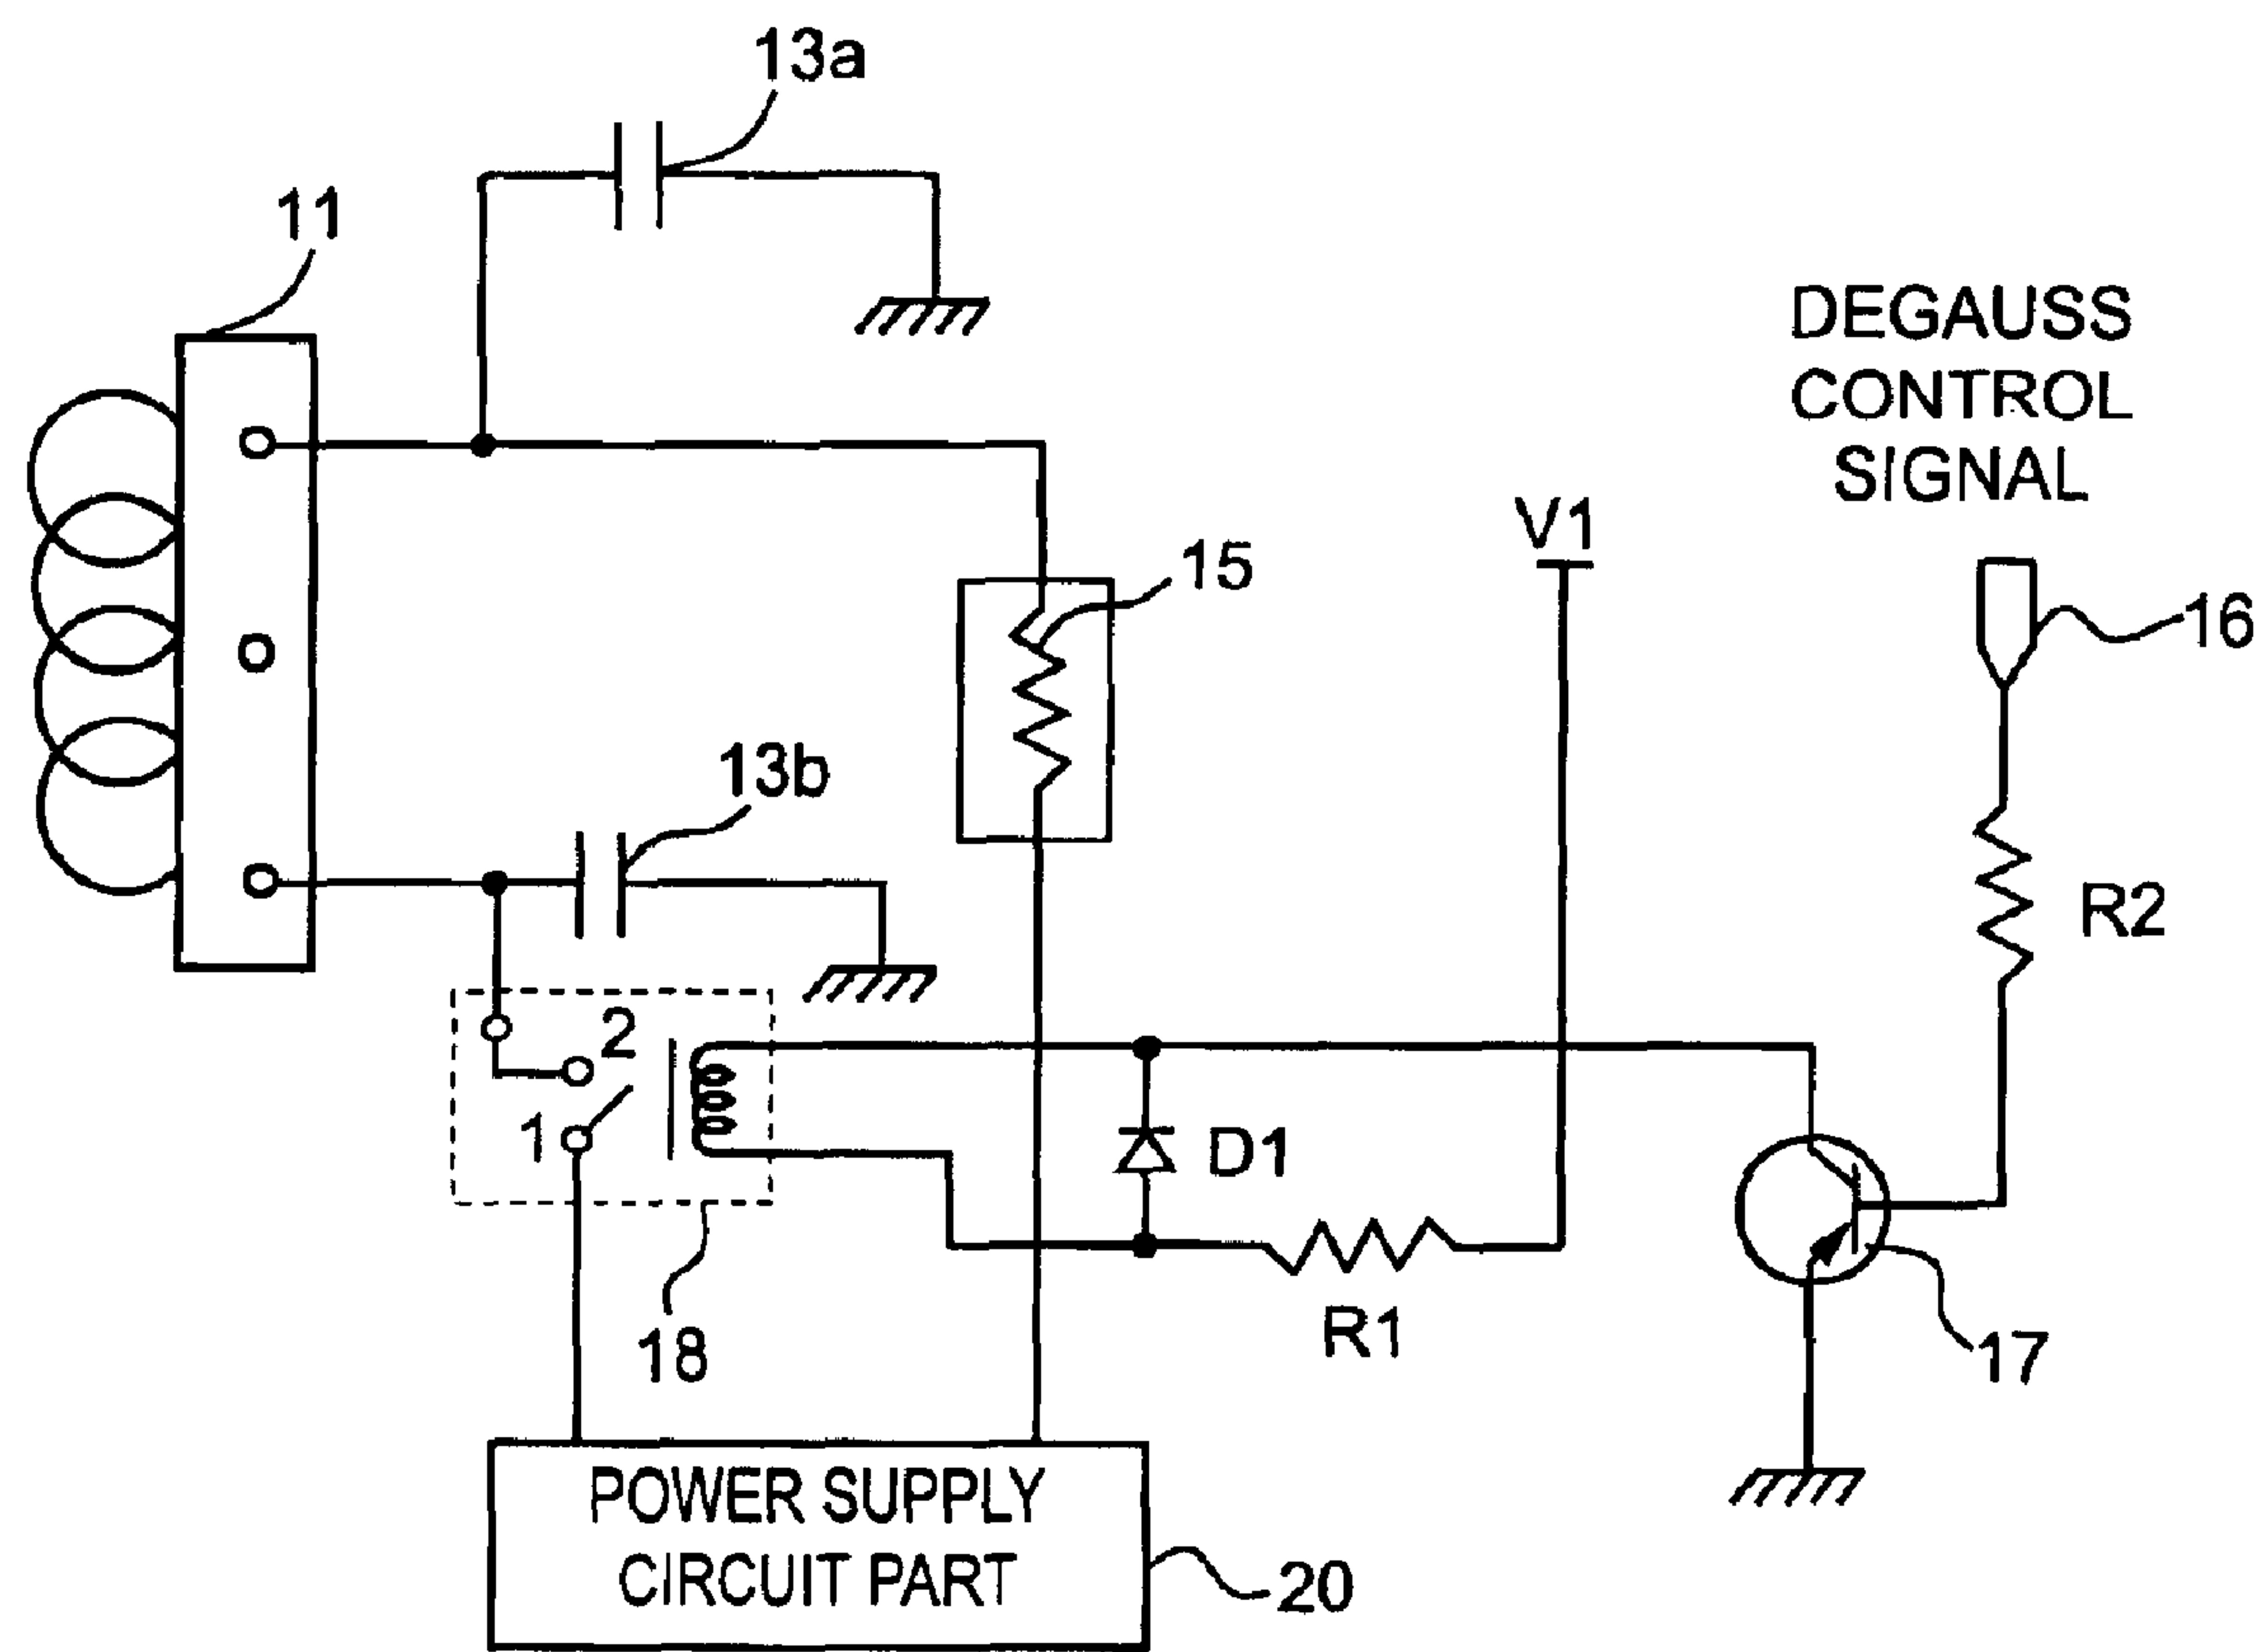 13a
11
DEGAUSS
CONTROL
SIGNAL
V1
15
16
13b
R2
2
1
D1
18
R1
17
POWER SUPPLY
CIRCUIT PART
20